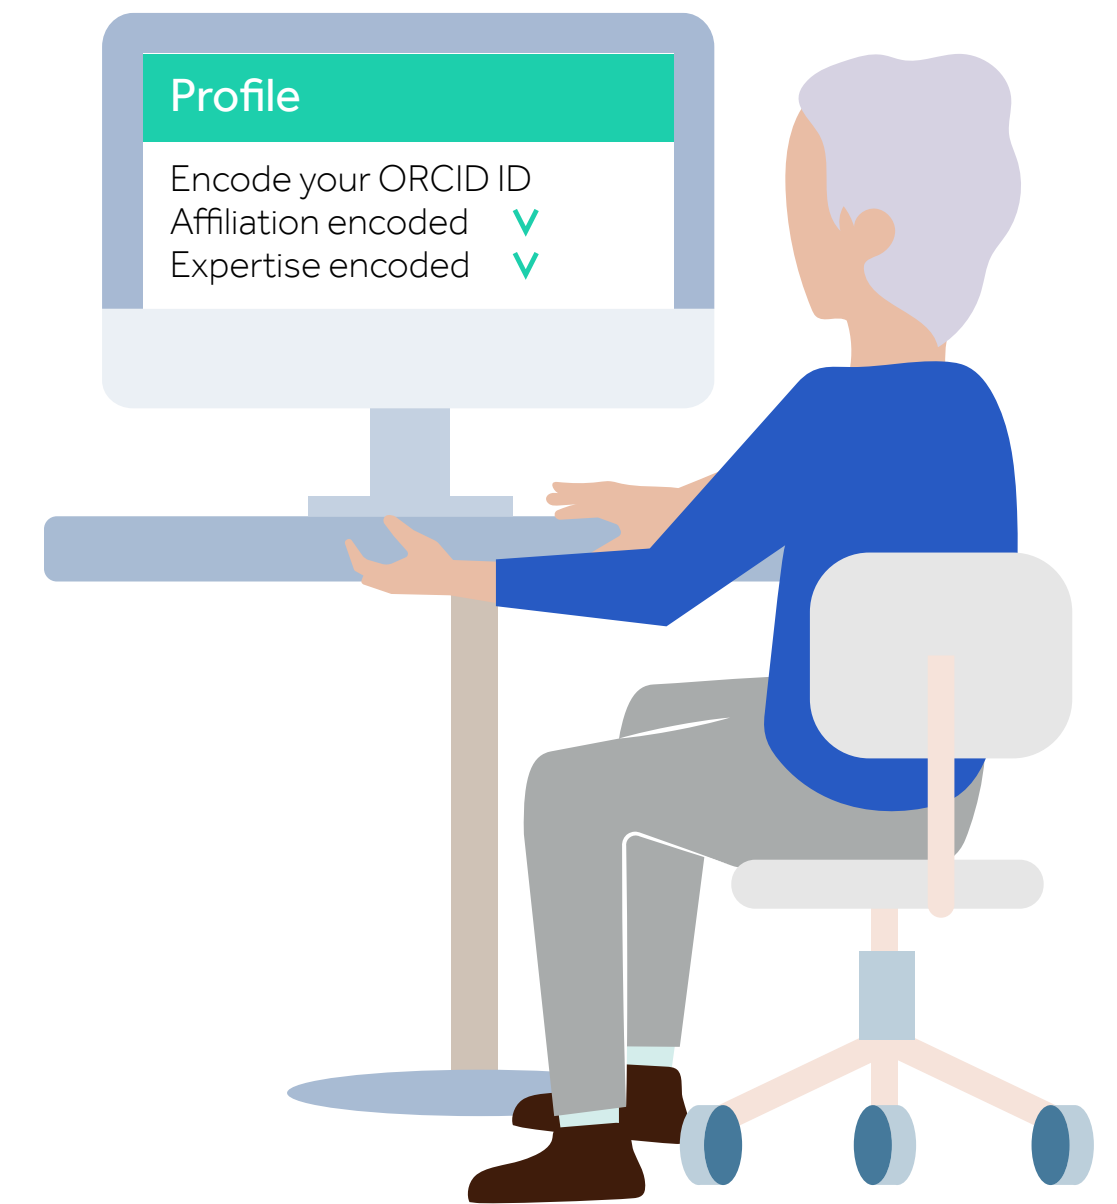 Profile
Encode your ORCID ID
Affiliation encoded
Expertise encoded